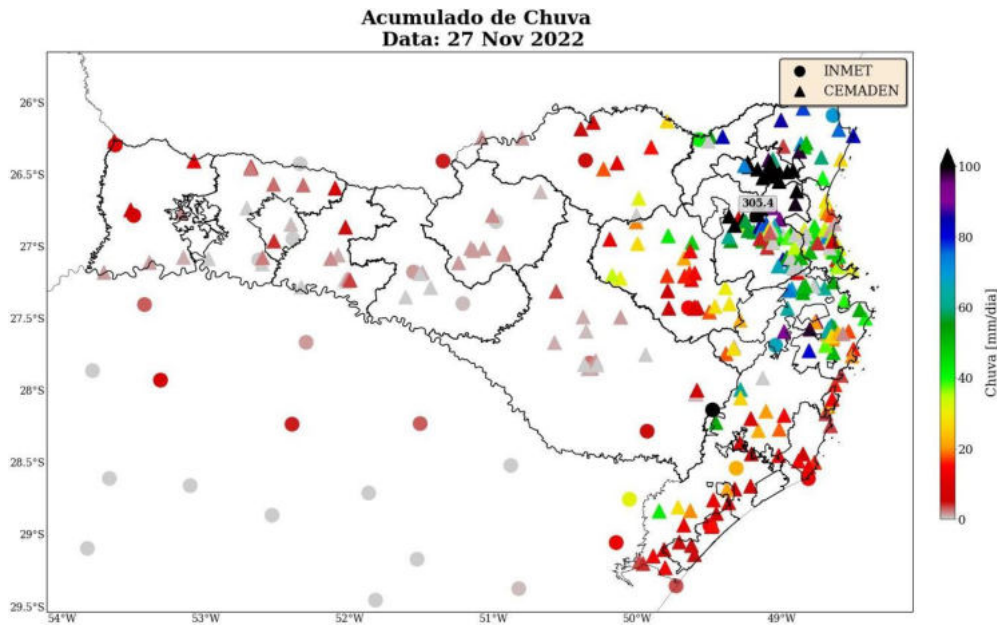 Acumulado de Chuva
Data: 27 Nov 2022
INMET
CEMADEN
26°S
26.5°S
27°S
27.5°S
28°S
28.5°S
29°S
29.5°S
54°W
53°W
52°W
51°W
50°W
49°W
305.4
100
80
60
40
20
0
Chuva [mm/dia]